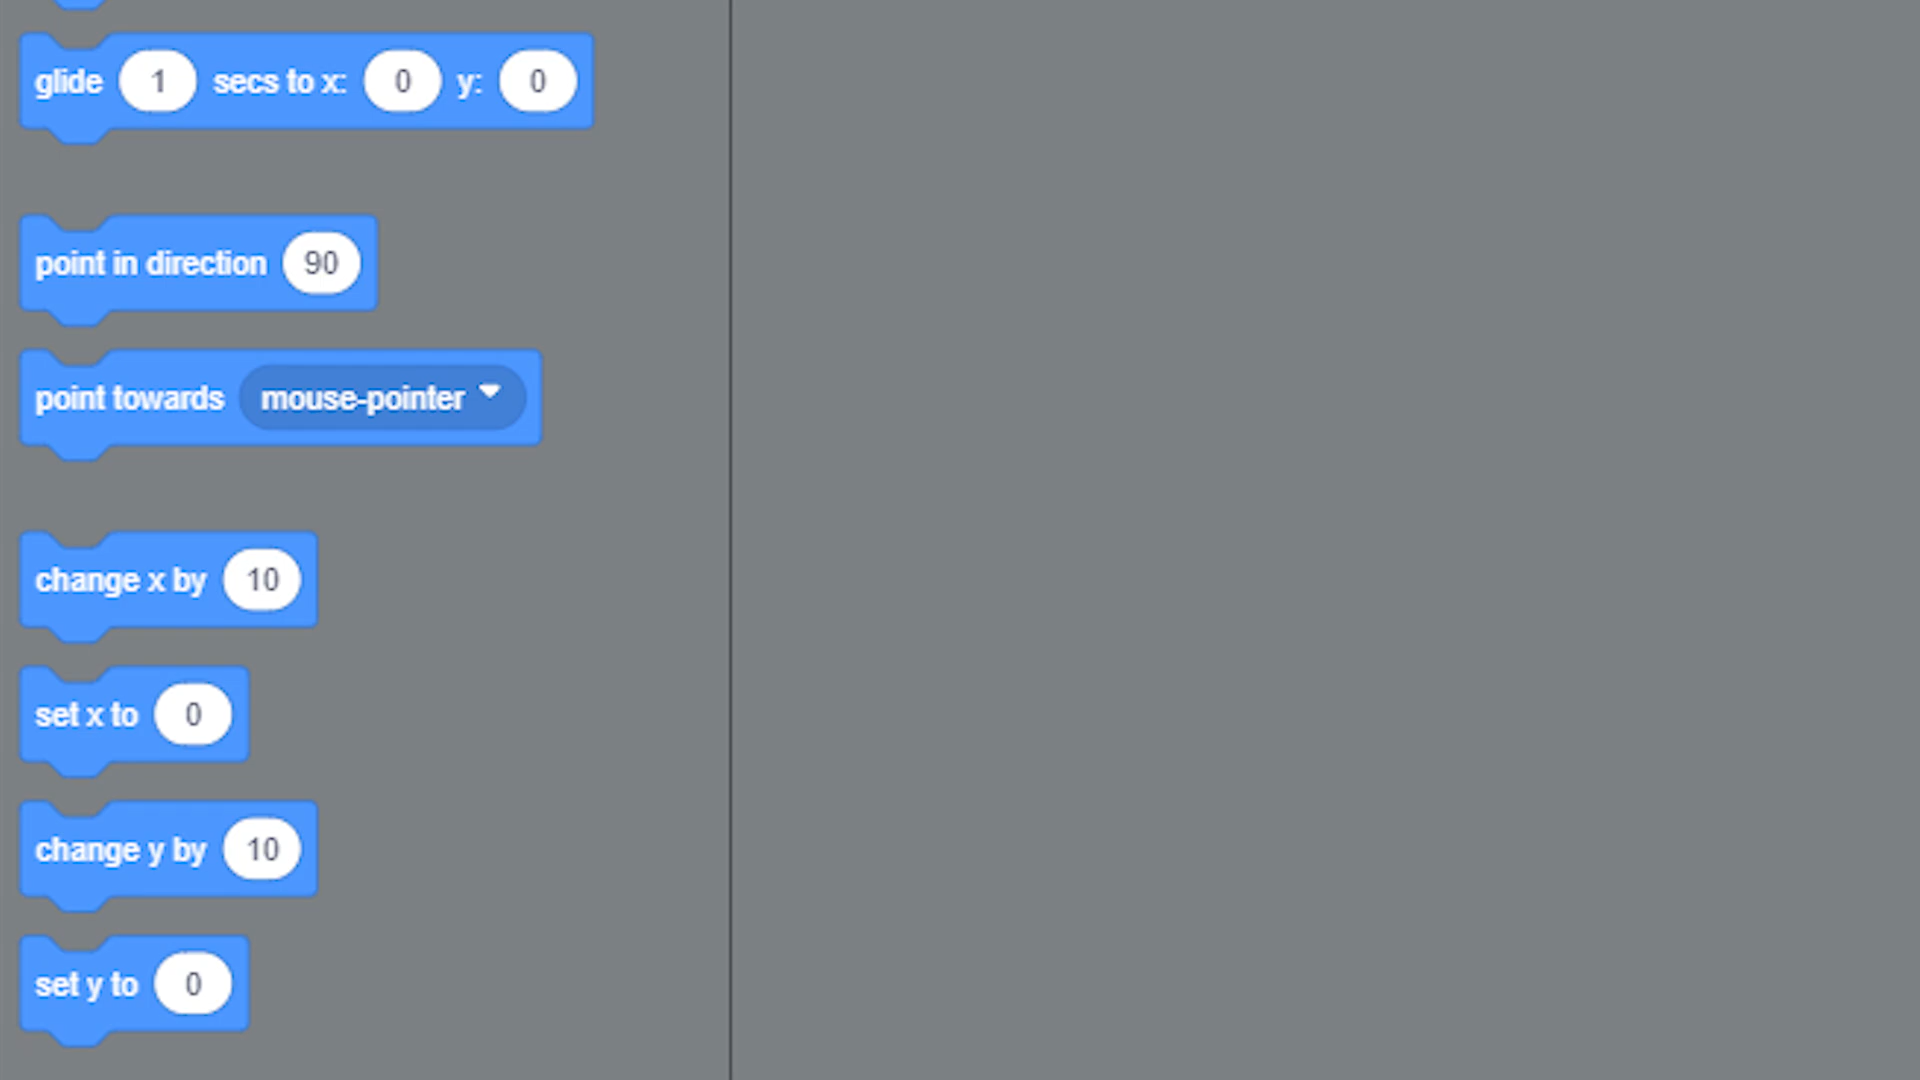 glide 1 secs to x: 0 y: 0
point in direction 90
point towards mouse-pointer
change x by 10
set x to 0
change y by 10
set y to 0